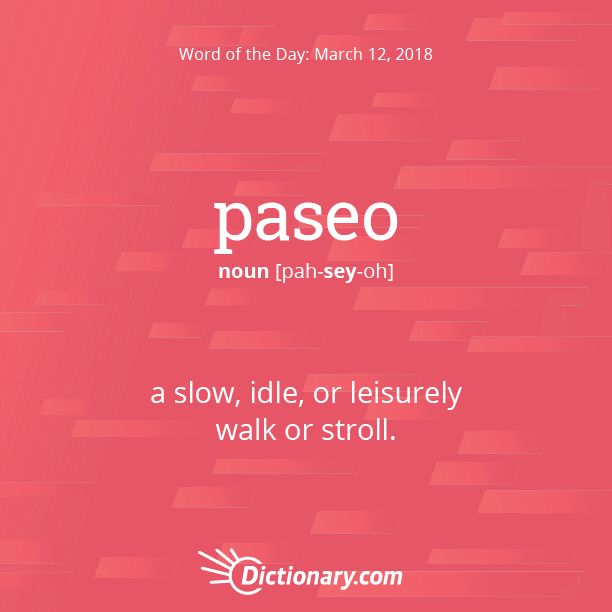 Word of the Day: March 12, 2018
paseo
noun [pah-sey-oh]
a slow, idle, or leisurely
walk or stroll.
Dictionary.com